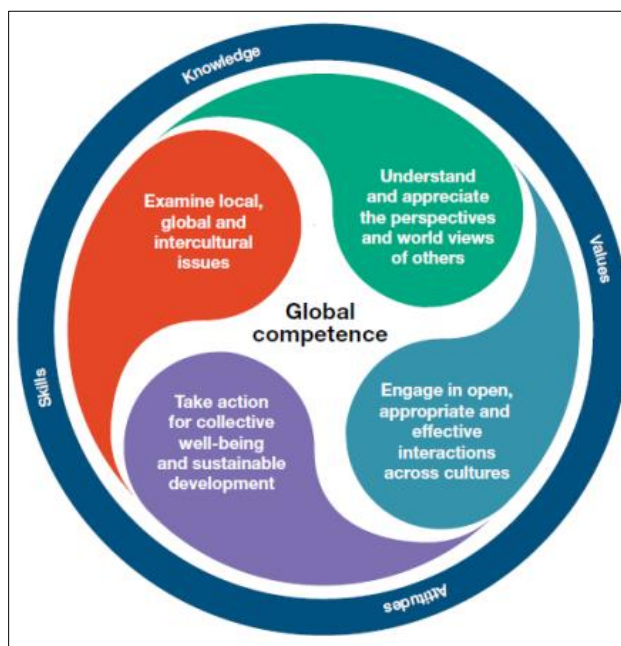 Knowledge
Examine local,
global and
intercultural
issues
Understand
and appreciate
the perspectives
and world views
of others
Values
Global
competence
Skills
Take action
for collective
well-being
and sustainable
development
Engage in open,
appropriate and
effective
interactions
across cultures
Attitudes